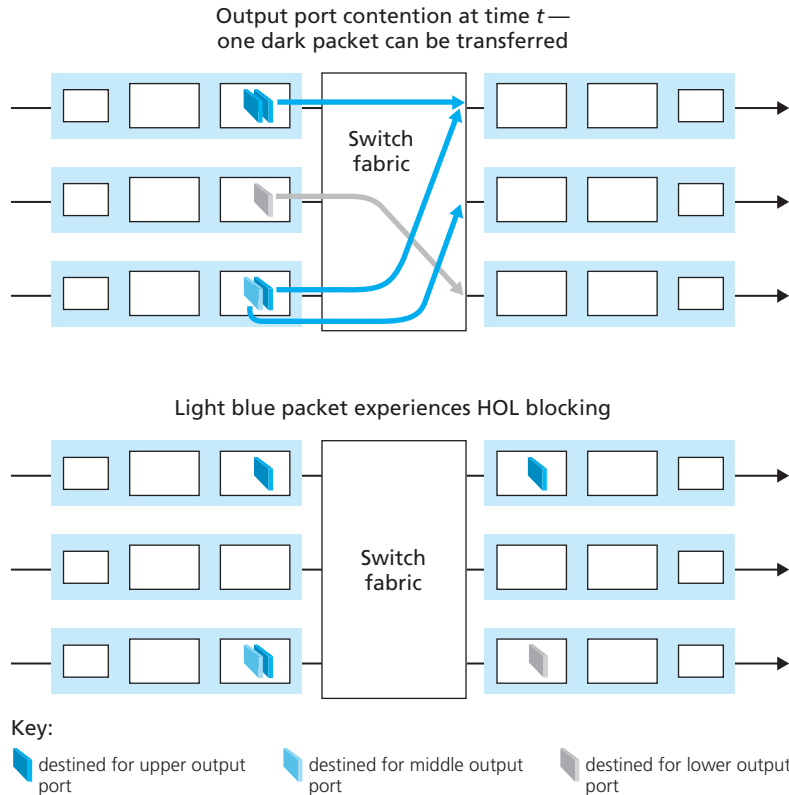 Output port contention at time t—
one dark packet can be transferred
Switch
fabric
Light blue packet experiences HOL blocking
Switch
fabric
Key:
destined for upper output
port
destined for middle output
port
destined for lower output
port